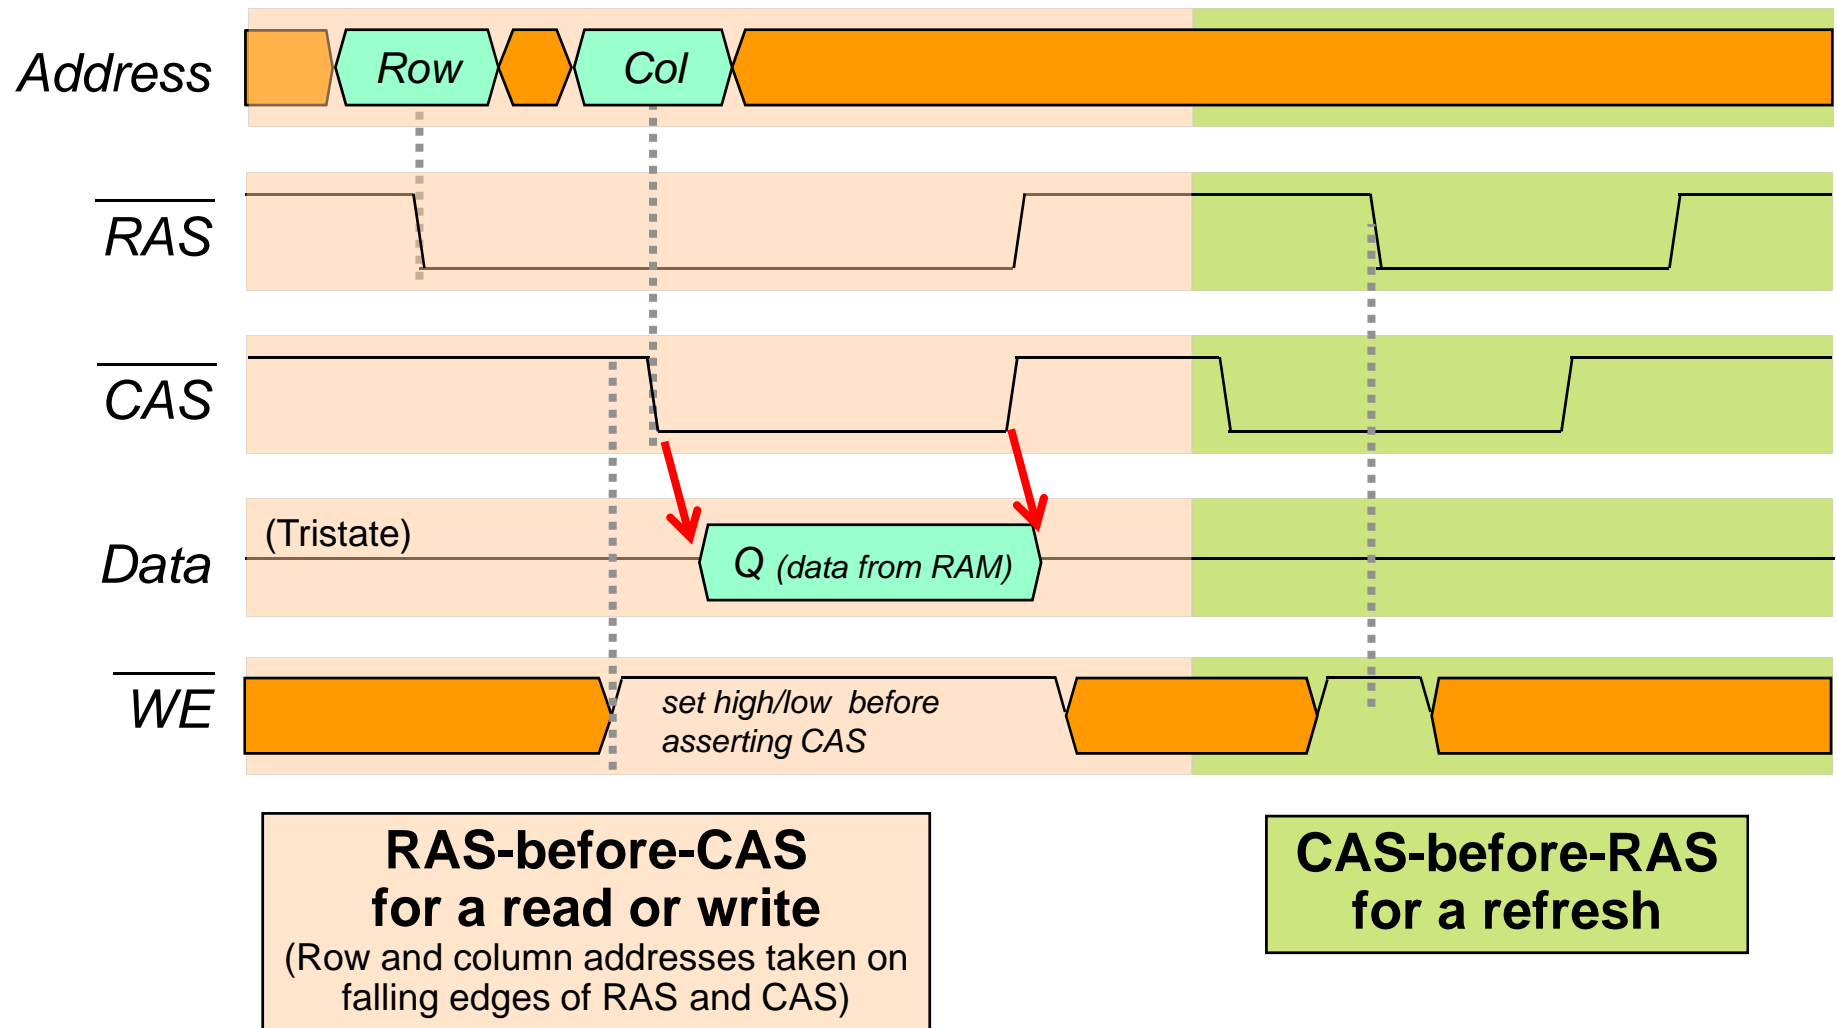 Address
Row
Col
RAS
CAS
Data
(Tristate)
Q (data from RAM)
WE
set high/low before
asserting CAS
RAS-before-CAS
for a read or write
(Row and column addresses taken on
falling edges of RAS and CAS)
CAS-before-RAS
for a refresh